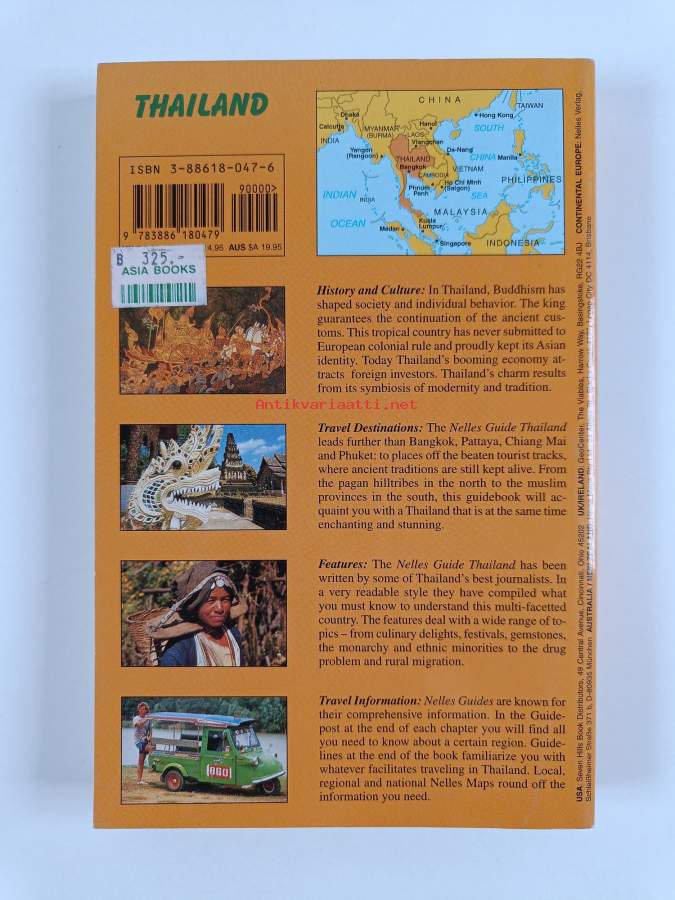 THAILAND
ISBN 3-88618-047-6
90000>
9 783886 180479
4.95 AUS $A 19.95
B 325.-
ASIA BOOKS
CHINA
TAIWAN
Dhaka
Calcutta
Hanoi
Hong Kong
MYANMAR
(BURMA)
LAOS
SOUTH
INDIA
Viangchan
Yangon
(Rangoon)
THAILAND
Da-Nang
CHINA
Manila
Bangkok
VIETNAM
CAMBODIA
PHILIPPINES
INDIAN
Phnum
Penh
Ho Chi Minh
(Saigon)
SEA
INDIA
MALAYSIA
OCEAN
Kuala
Lumpur
Medan
Singapore
INDONESIA
History and Culture: In Thailand, Buddhism has
shaped society and individual behavior. The king
guarantees the continuation of the ancient cus-
toms. This tropical country has never submitted to
European colonial rule and proudly kept its Asian
identity. Today Thailand's booming economy at-
tracts foreign investors. Thailand's charm results
from its symbiosis of modernity and tradition.
Antikvariaatti.net
Travel Destinations: The Nelles Guide Thailand
leads further than Bangkok, Pattaya, Chiang Mai
and Phuket: to places off the beaten tourist tracks,
where ancient traditions are still kept alive. From
the pagan hilltribes in the north to the muslim
provinces in the south, this guidebook will ac-
quaint you with a Thailand that is at the same time
enchanting and stunning.
Features: The Nelles Guide Thailand has been
written by some of Thailand's best journalists. In
a very readable style they have compiled what
you must know to understand this multi-facetted
country. The features deal with a wide range of to-
pics – from culinary delights, festivals, gemstones,
the monarchy and ethnic minorities to the drug
problem and rural migration.
860
Travel Information: Nelles Guides are known for
their comprehensive information. In the Guide-
post at the end of each chapter you will find all
you need to know about a certain region. Guide-
lines at the end of the book familiarize you with
whatever facilitates traveling in Thailand. Local,
regional and national Nelles Maps round off the
information you need.
USA: Seven Hills Book Distributors, 49 Central Avenue, Cincinnati, Ohio 45202 UK/IRELAND: GeoCenter, The Viables, Harrow Way, Basingstoke, RG22 4BJ CONTINENTAL EUROPE: Nelles Verlag,
Schleißheimer Straße 371 b, D-80935 München AUSTRALIA / City DC 4114, Brisbane